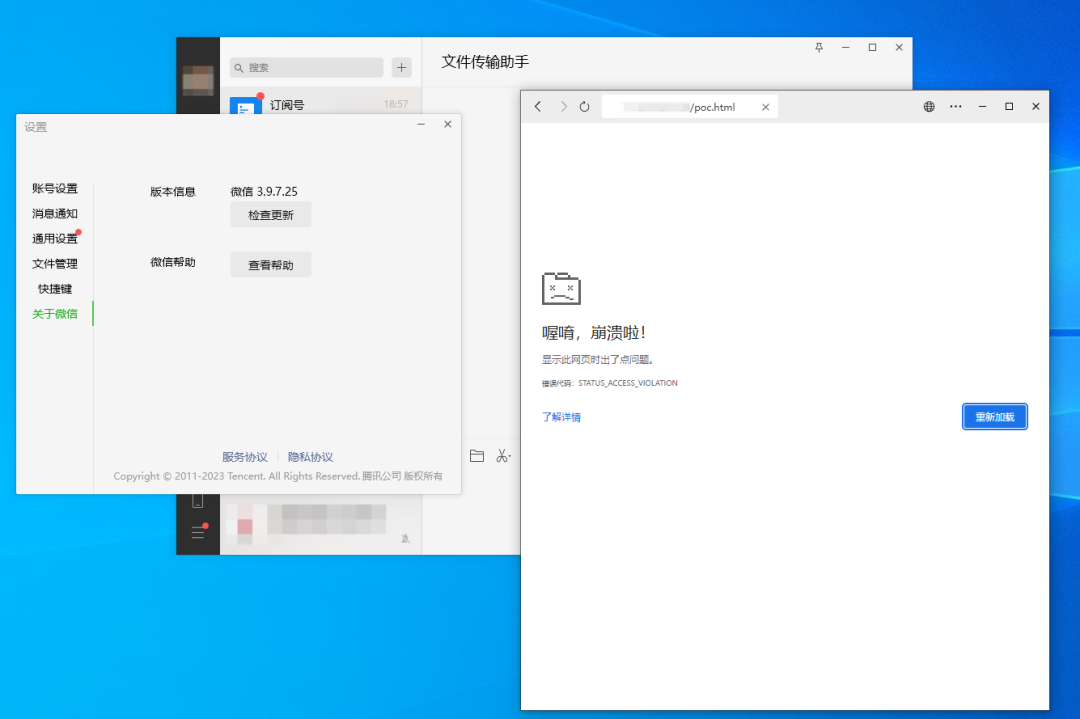 文件传输助手
搜索
订阅号
18:57
设置
账号设置
消息通知
通用设置
文件管理
快捷键
关于微信
版本信息
微信 3.9.7.25
检查更新
微信帮助
查看帮助
服务协议
隐私协议
Copyright © 2011-2023 Tencent. All Rights Reserved. 腾讯公司 版权所有
/poc.html
喔唷，崩溃啦！
显示此网页时出了点问题。
错误代码：STATUS_ACCESS_VIOLATION
了解详情
重新加载